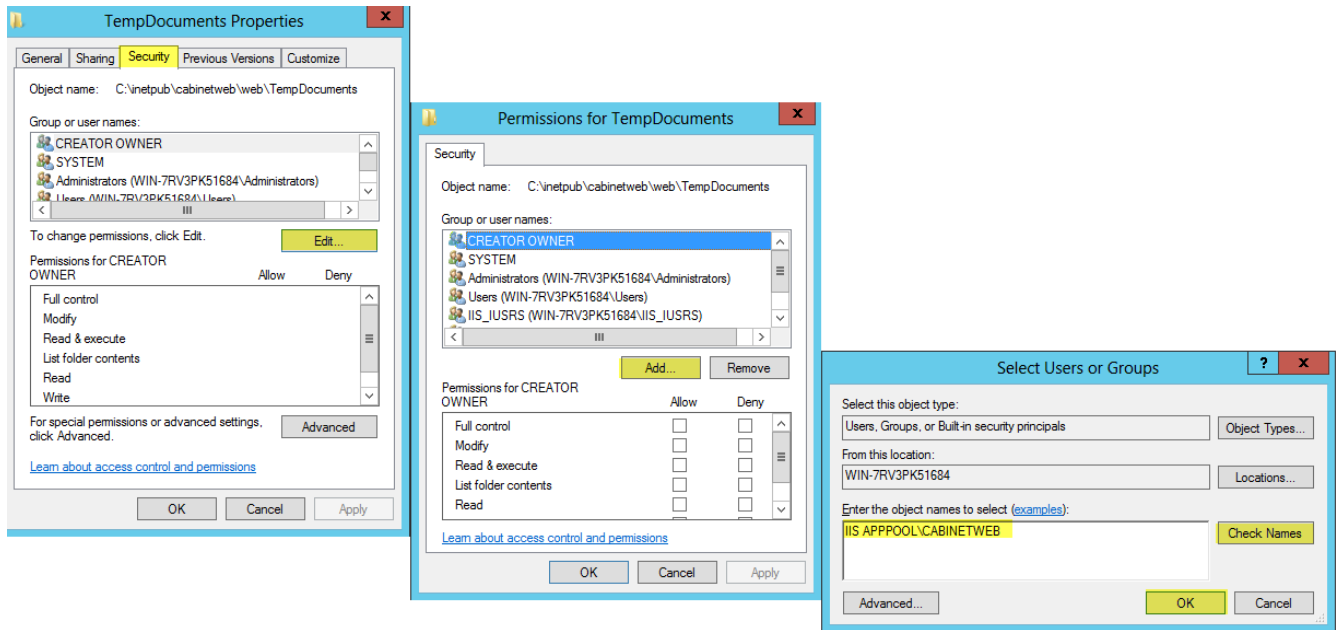 TempDocuments Properties
x
General Sharing Security Previous Versions Customize
Object name: C:\inetpub\cabinetweb\web\TempDocuments
Group or user names:
CREATOR OWNER
SYSTEM
Administrators (WIN-7RV3PK51684\Administrators)
Users (WIN-7RV3PK51684\Users)
To change permissions, click Edit.
Edit...
Permissions for CREATOR
OWNER Allow Deny
Full control
Modify
Read & execute
List folder contents
Read
Write
For special permissions or advanced settings,
click Advanced.
Advanced
Learn about access control and permissions
OK Cancel Apply
Permissions for TempDocuments
x
Security
Object name: C:\inetpub\cabinetweb\web\TempDocuments
Group or user names:
CREATOR OWNER
SYSTEM
Administrators (WIN-7RV3PK51684\Administrators)
Users (WIN-7RV3PK51684\Users)
IIS_IUSRS (WIN-7RV3PK51684\IIS_IUSRS)
Add... Remove
Permissions for CREATOR
OWNER Allow Deny
Full control
Modify
Read & execute
List folder contents
Read
Learn about access control and permissions
OK Cancel Apply
Select Users or Groups
? x
Select this object type:
Users, Groups, or Built-in security principals
Object Types...
From this location:
WIN-7RV3PK51684
Locations...
Enter the object names to select (examples):
IIS APPPOOL\CABINETWEB
Check Names
Advanced...
OK Cancel